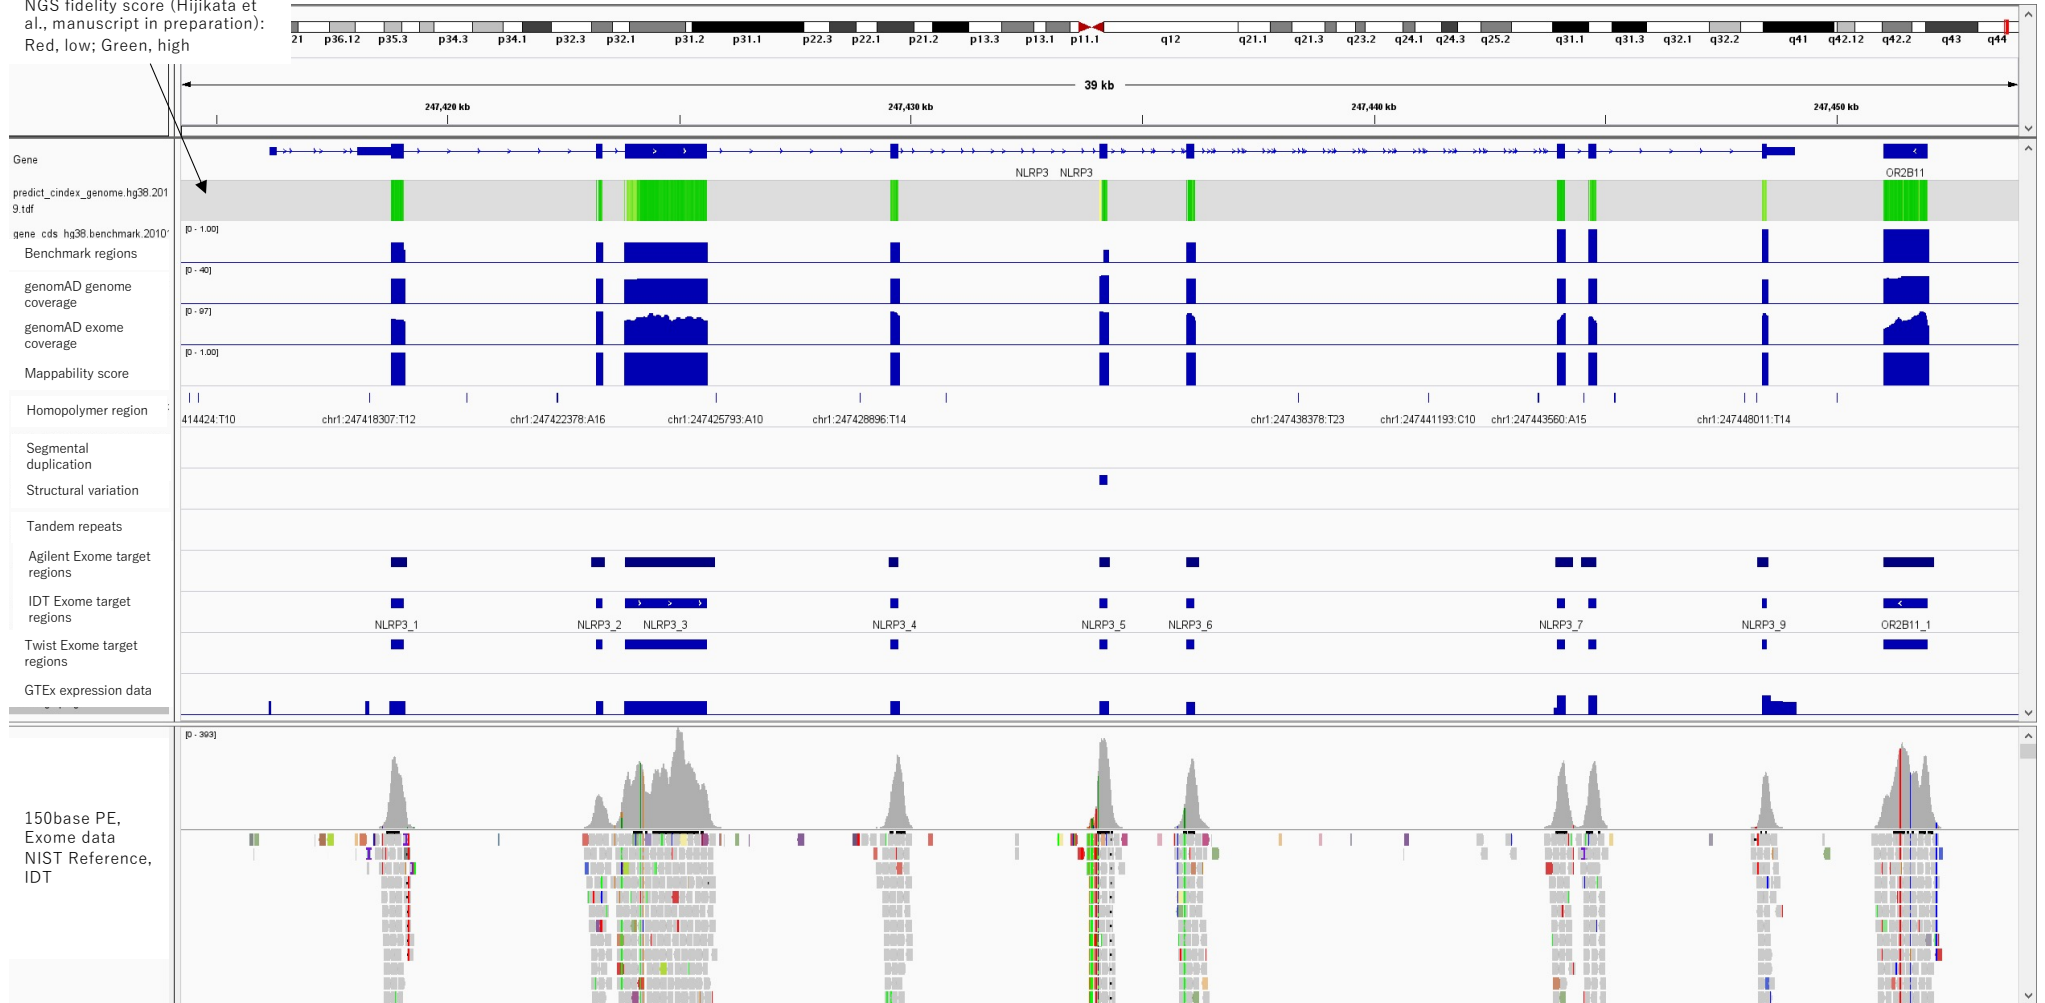 NGS fidelity score (Hijikata et
al., manuscript in preparation):
Red, low; Green, high
21 p36.12 p35.3 p34.3 p34.1 p32.3 p32.1 p31.2 p31.1 p22.3 p22.1 p21.2 p13.3 p13.1 p11.1 q12 q21.1 q21.3 q23.2 q24.1 q24.3 q25.2 q31.1 q31.3 q32.1 q32.2 q41 q42.12 q42.2 q43 q44
39 kb
247,420 kb 247,430 kb 247,440 kb 247,450 kb
Gene
NLRP3 NLRP3 OR2B11
predict_cindex_genome.hg38.201
9.tdf
gene_cds_hg38.benchmark.2010
[0 - 1.00]
Benchmark regions
[0 - 40]
genomAD genome
coverage
[0 - 97]
genomAD exome
coverage
[0 - 1.00]
Mappability score
Homopolymer region
414424:T10 chr1:247418307:T12 chr1:247422378:A16 chr1:247425793:A10 chr1:247428896:T14 chr1:247438378:T23 chr1:247441193:C10 chr1:247443560:A15 chr1:247448011:T14
Segmental
duplication
Structural variation
Tandem repeats
Agilent Exome target
regions
IDT Exome target
regions
NLRP3_1 NLRP3_2 NLRP3_3 NLRP3_4 NLRP3_5 NLRP3_6 NLRP3_7 NLRP3_9 OR2B11_1
Twist Exome target
regions
GTEx expression data
[0 - 393]
150base PE,
Exome data
NIST Reference,
IDT